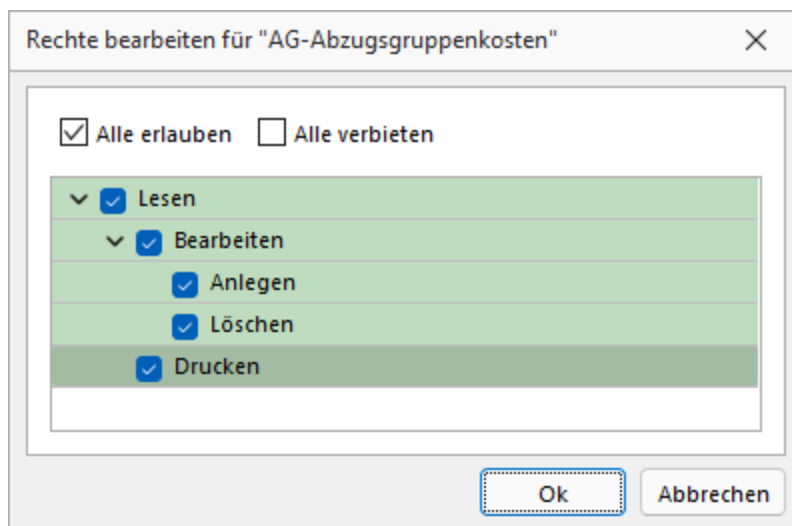 Rechte bearbeiten für "AG-Abzugsgruppenkosten"
Alle erlauben Alle verbieten
Lesen
Bearbeiten
Anlegen
Löschen
Drucken
Ok Abbrechen